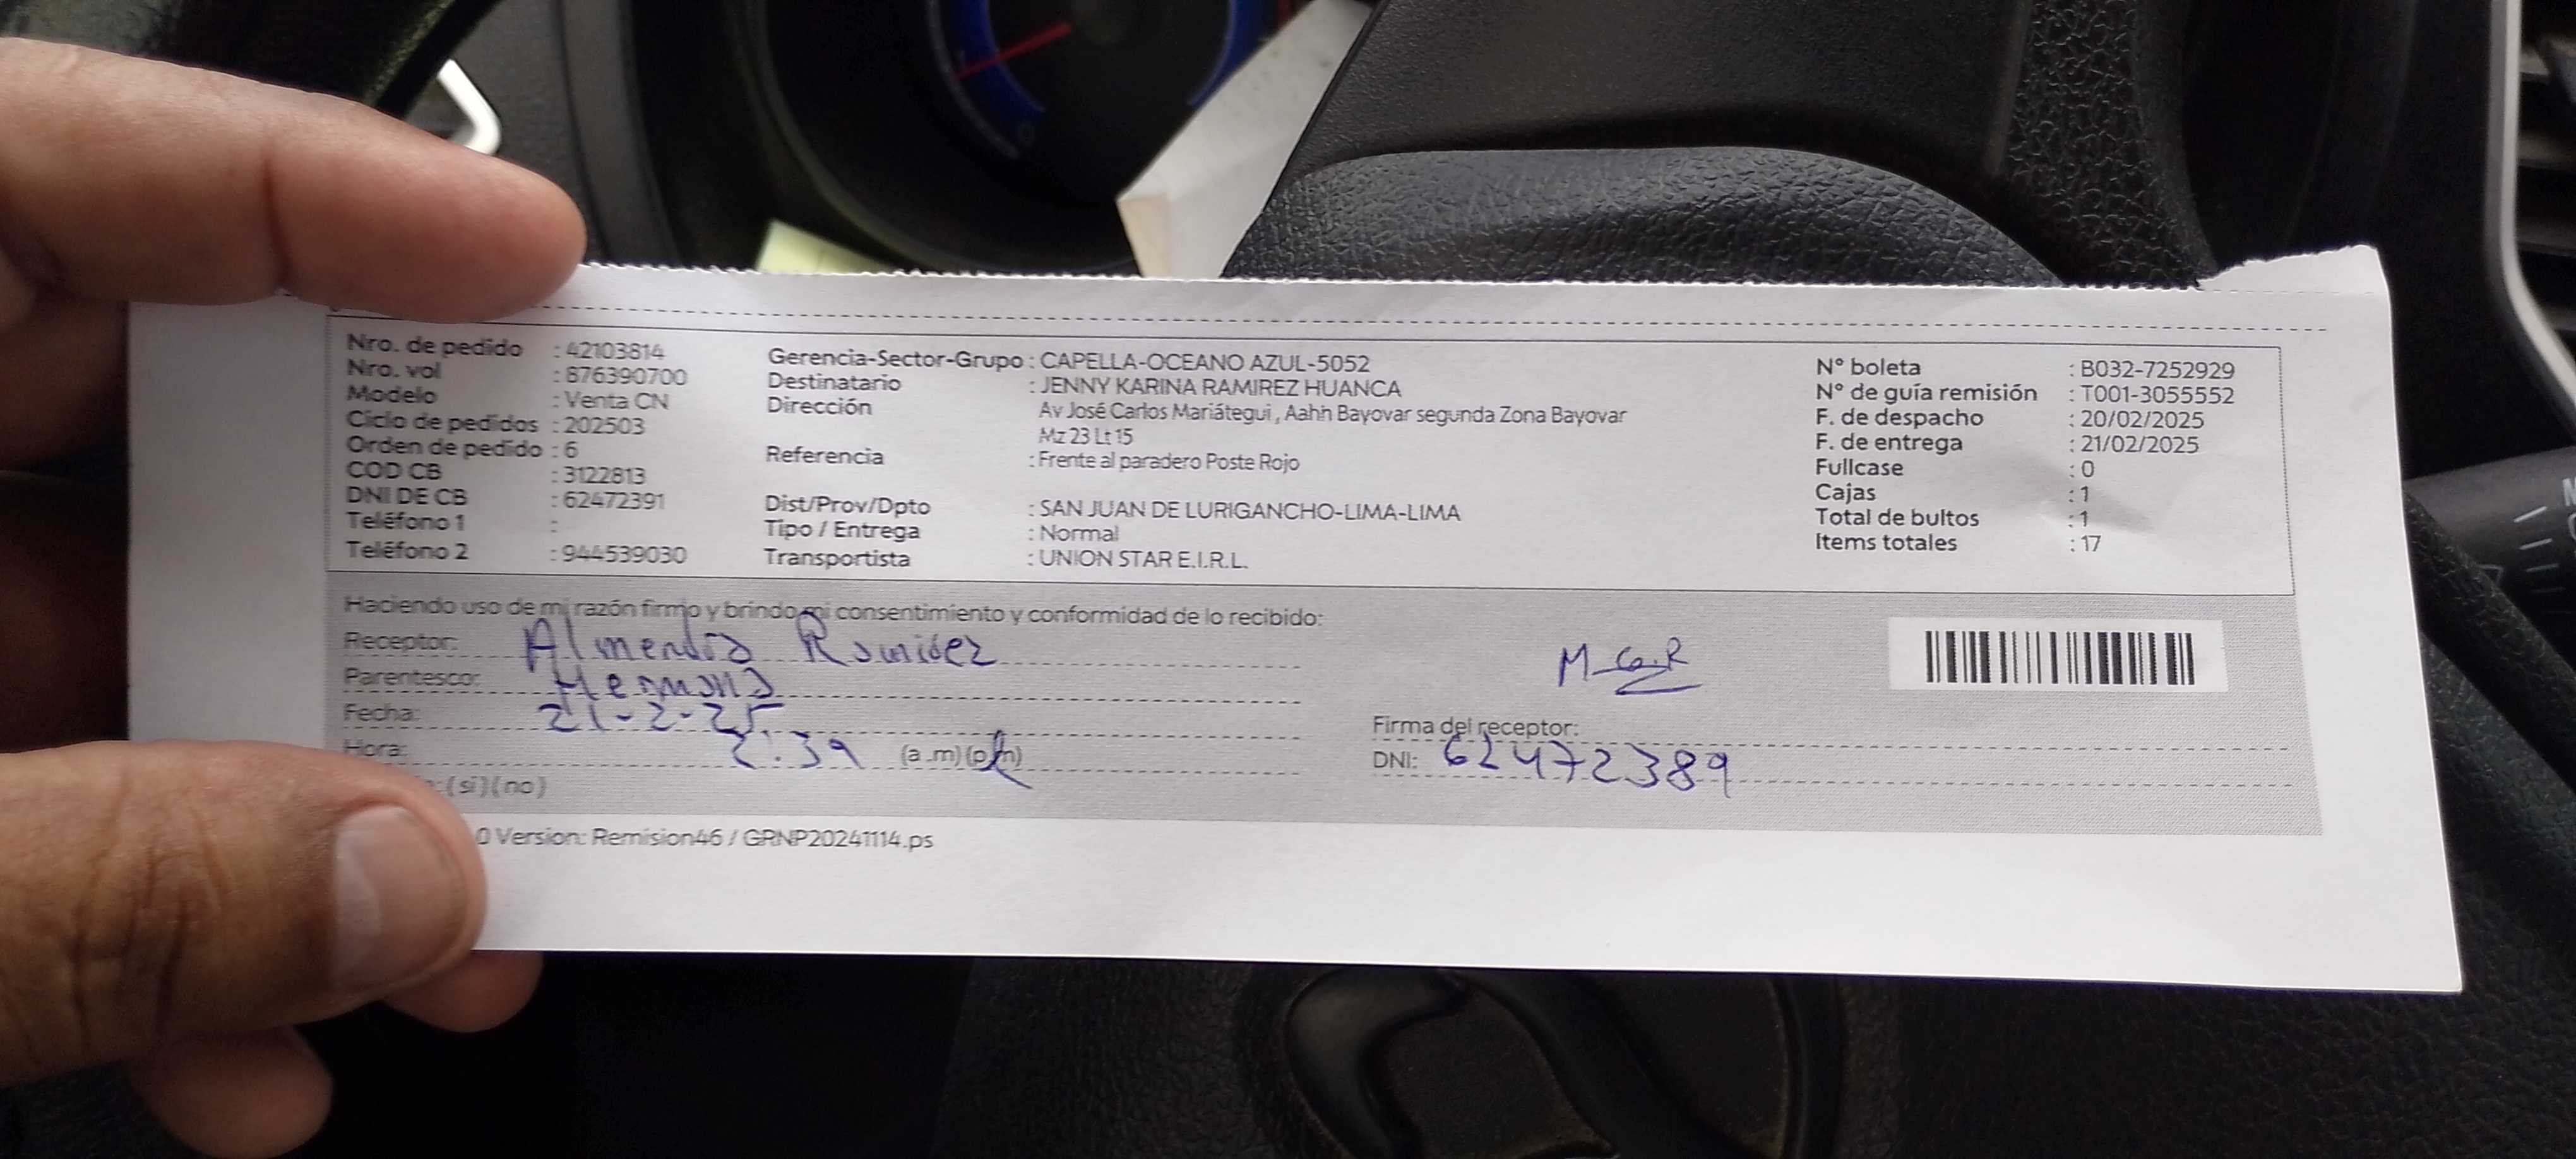 Nro. de pedido : 42103814
Nro. vol : 876390700
Modelo : Venta CN
Ciclo de pedidos : 202503
Orden de pedido : 6
COD CB : 3122813
DNI DE CB : 62472391
Teléfono 1 :
Teléfono 2 : 944539030
Gerencia-Sector-Grupo : CAPELLA-OCEANO AZUL-5052
Destinatario : JENNY KARINA RAMIREZ HUANCA
Dirección Av José Carlos Mariátegui , Aahh Bayovar segunda Zona Bayovar
Mz 23 Lt 15
Referencia : Frente al paradero Poste Rojo
Dist/Prov/Dpto : SAN JUAN DE LURIGANCHO-LIMA-LIMA
Tipo / Entrega : Normal
Transportista : UNION STAR E.I.R.L.
N° boleta : B032-7252929
N° de guía remisión : T001-3055552
F. de despacho : 20/02/2025
F. de entrega : 21/02/2025
Fullcase : 0
Cajas : 1
Total de bultos : 1
Items totales : 17
Haciendo uso de mi razón firmo y brindo mi consentimiento y conformidad de lo recibido:
Receptor: Almendra Ramirez
Parentesco: Hermana
Fecha: 21-2-25
Hora: 2:39 (a.m)(p.m)
:(si)(no)
Firma del receptor:
DNI: 62472389
0 Version: Remision46 / GRNP20241114.ps